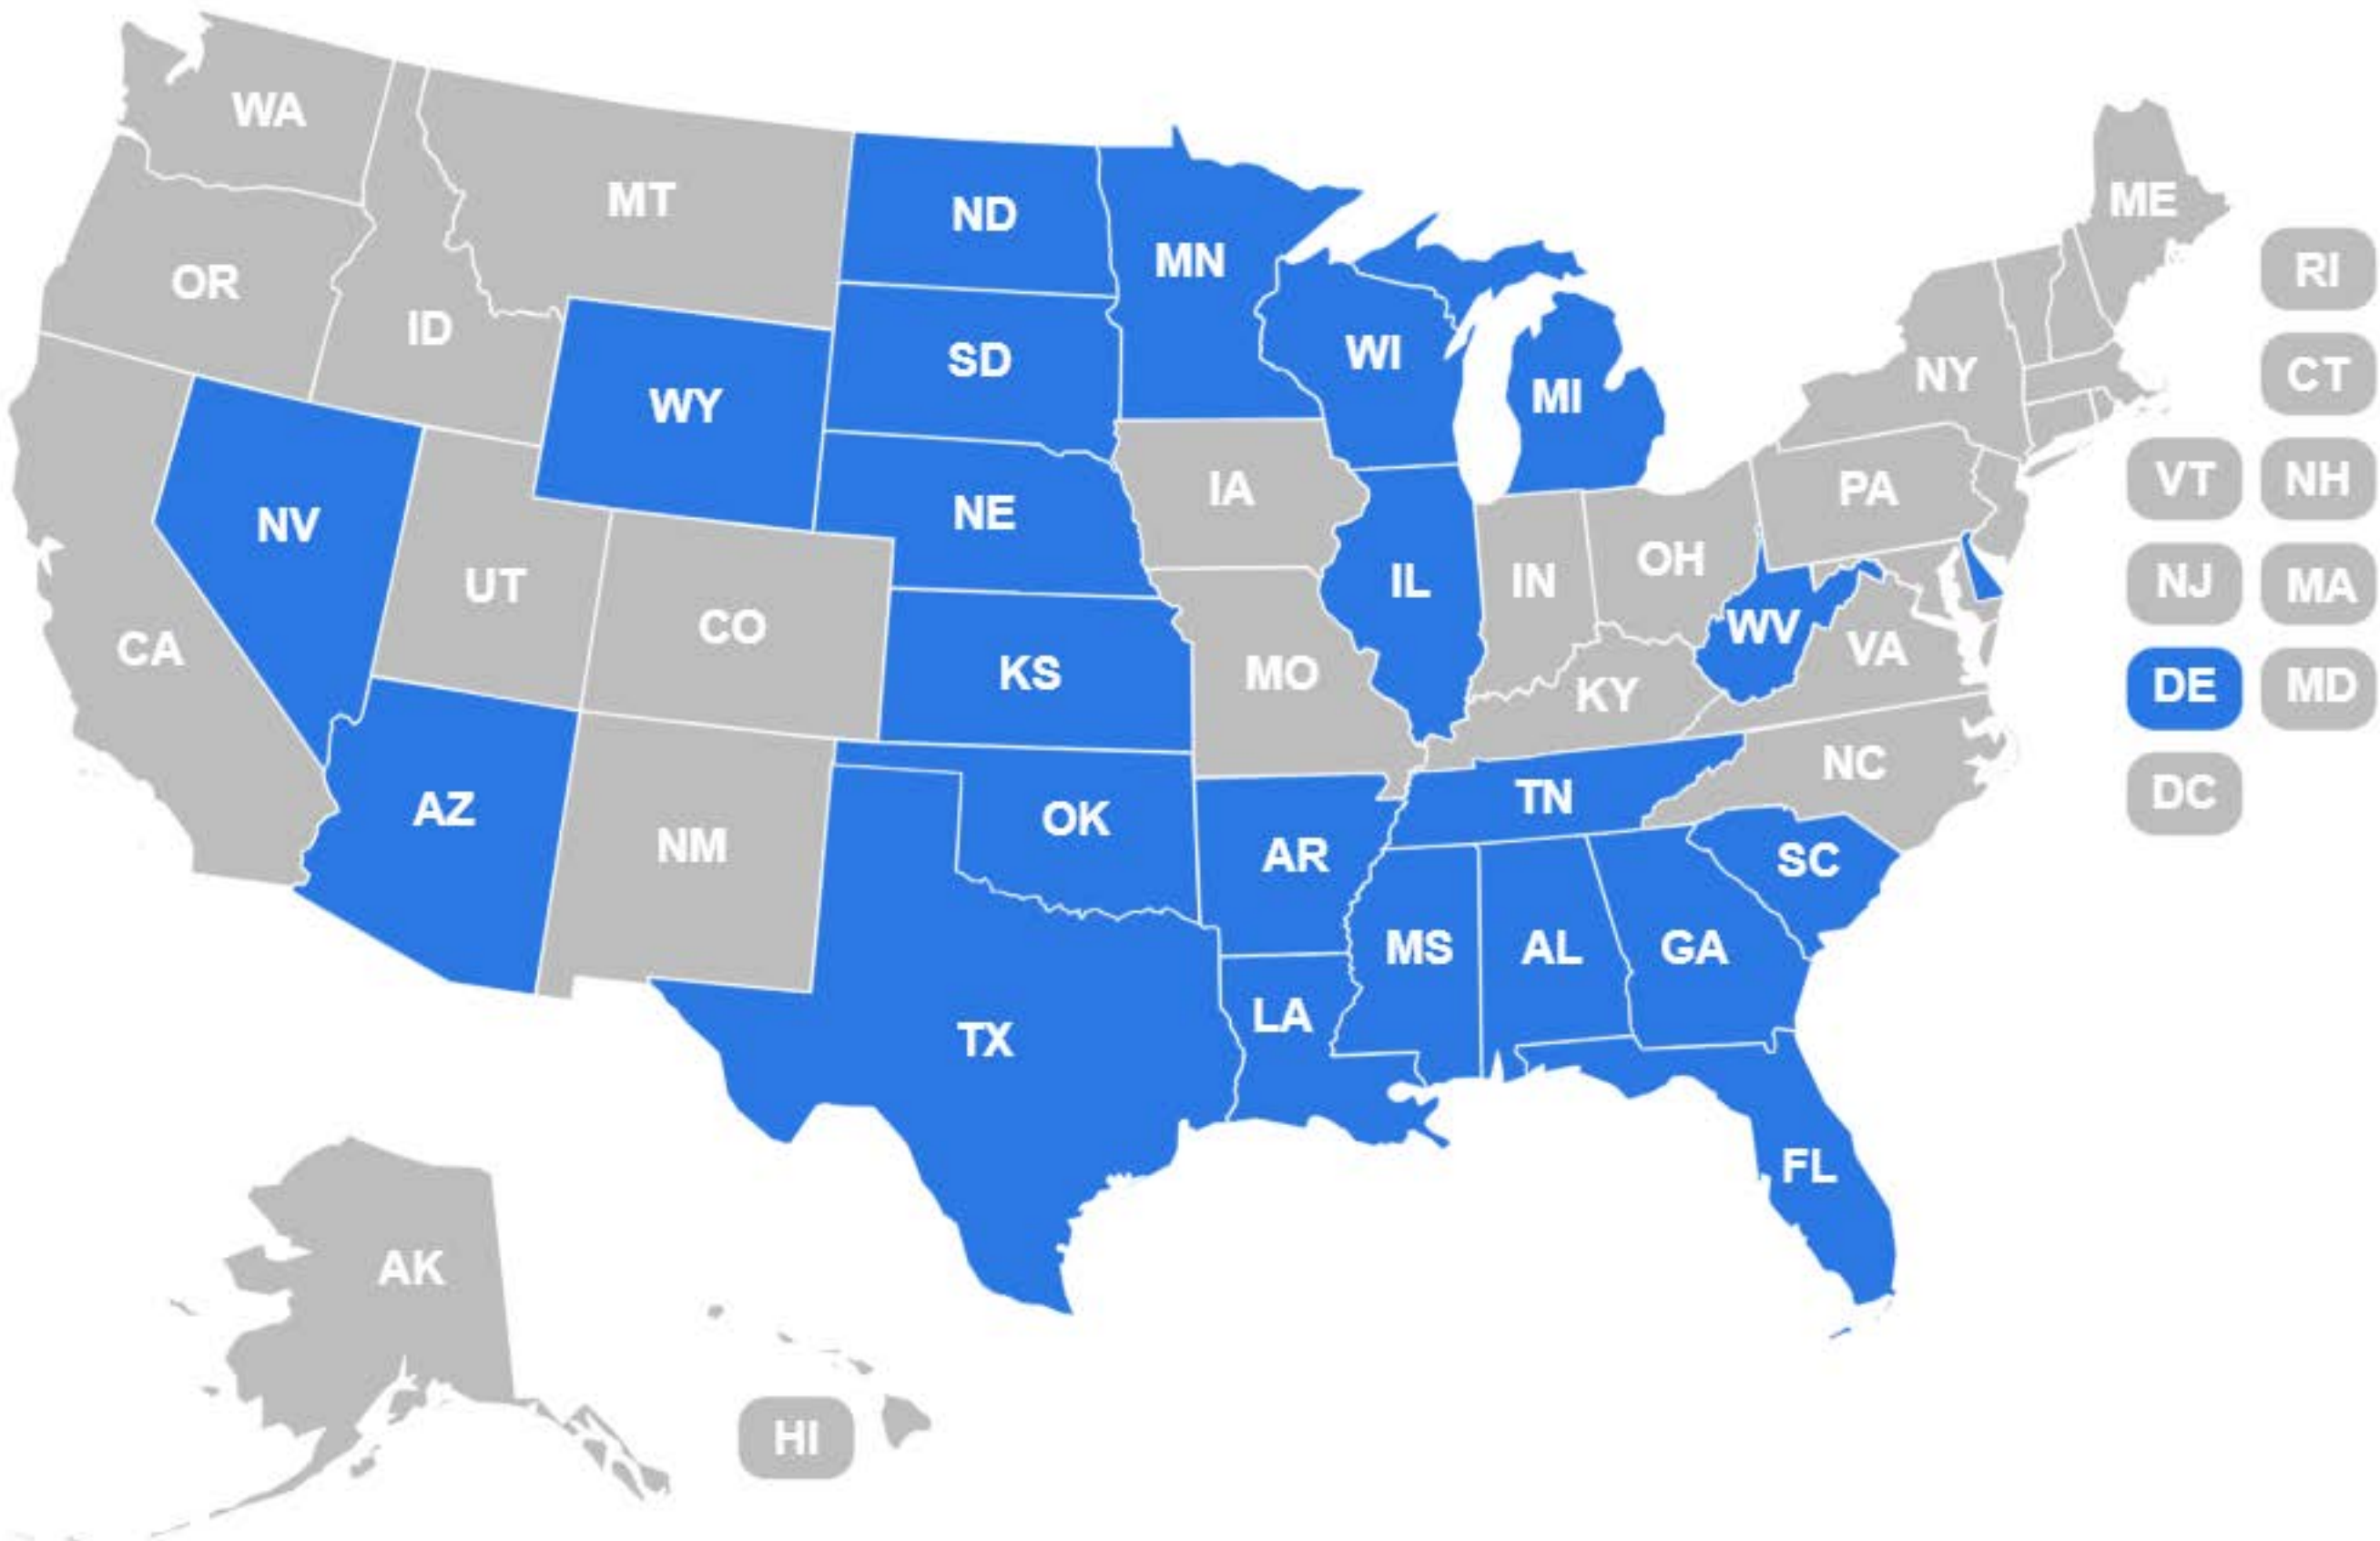 WA
MT
ND
MN
ME
OR
ID
SD
WI
MI
NY
RI
CT
WY
NV
NE
IA
PA
VT
NH
UT
CO
IL
IN
OH
NJ
MA
CA
KS
MO
KY
WV
VA
DE
MD
AZ
NM
OK
AR
TN
NC
DC
SC
MS
AL
GA
TX
LA
FL
AK
HI